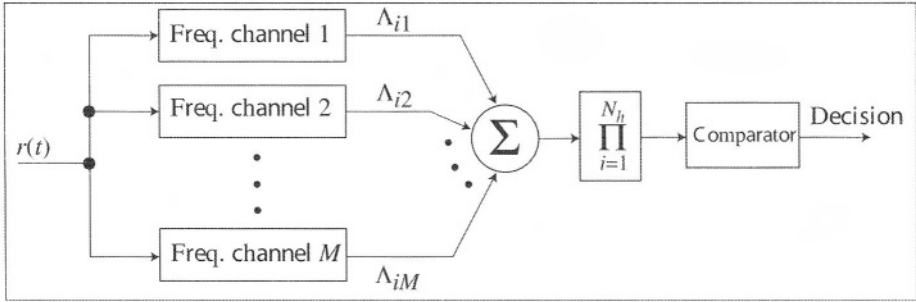 Freq. channel 1
Λi1
Freq. channel 2
Λi2
r(t)
Σ
Nh
∏
i=1
Comparator
Decision
Freq. channel M
ΛiM